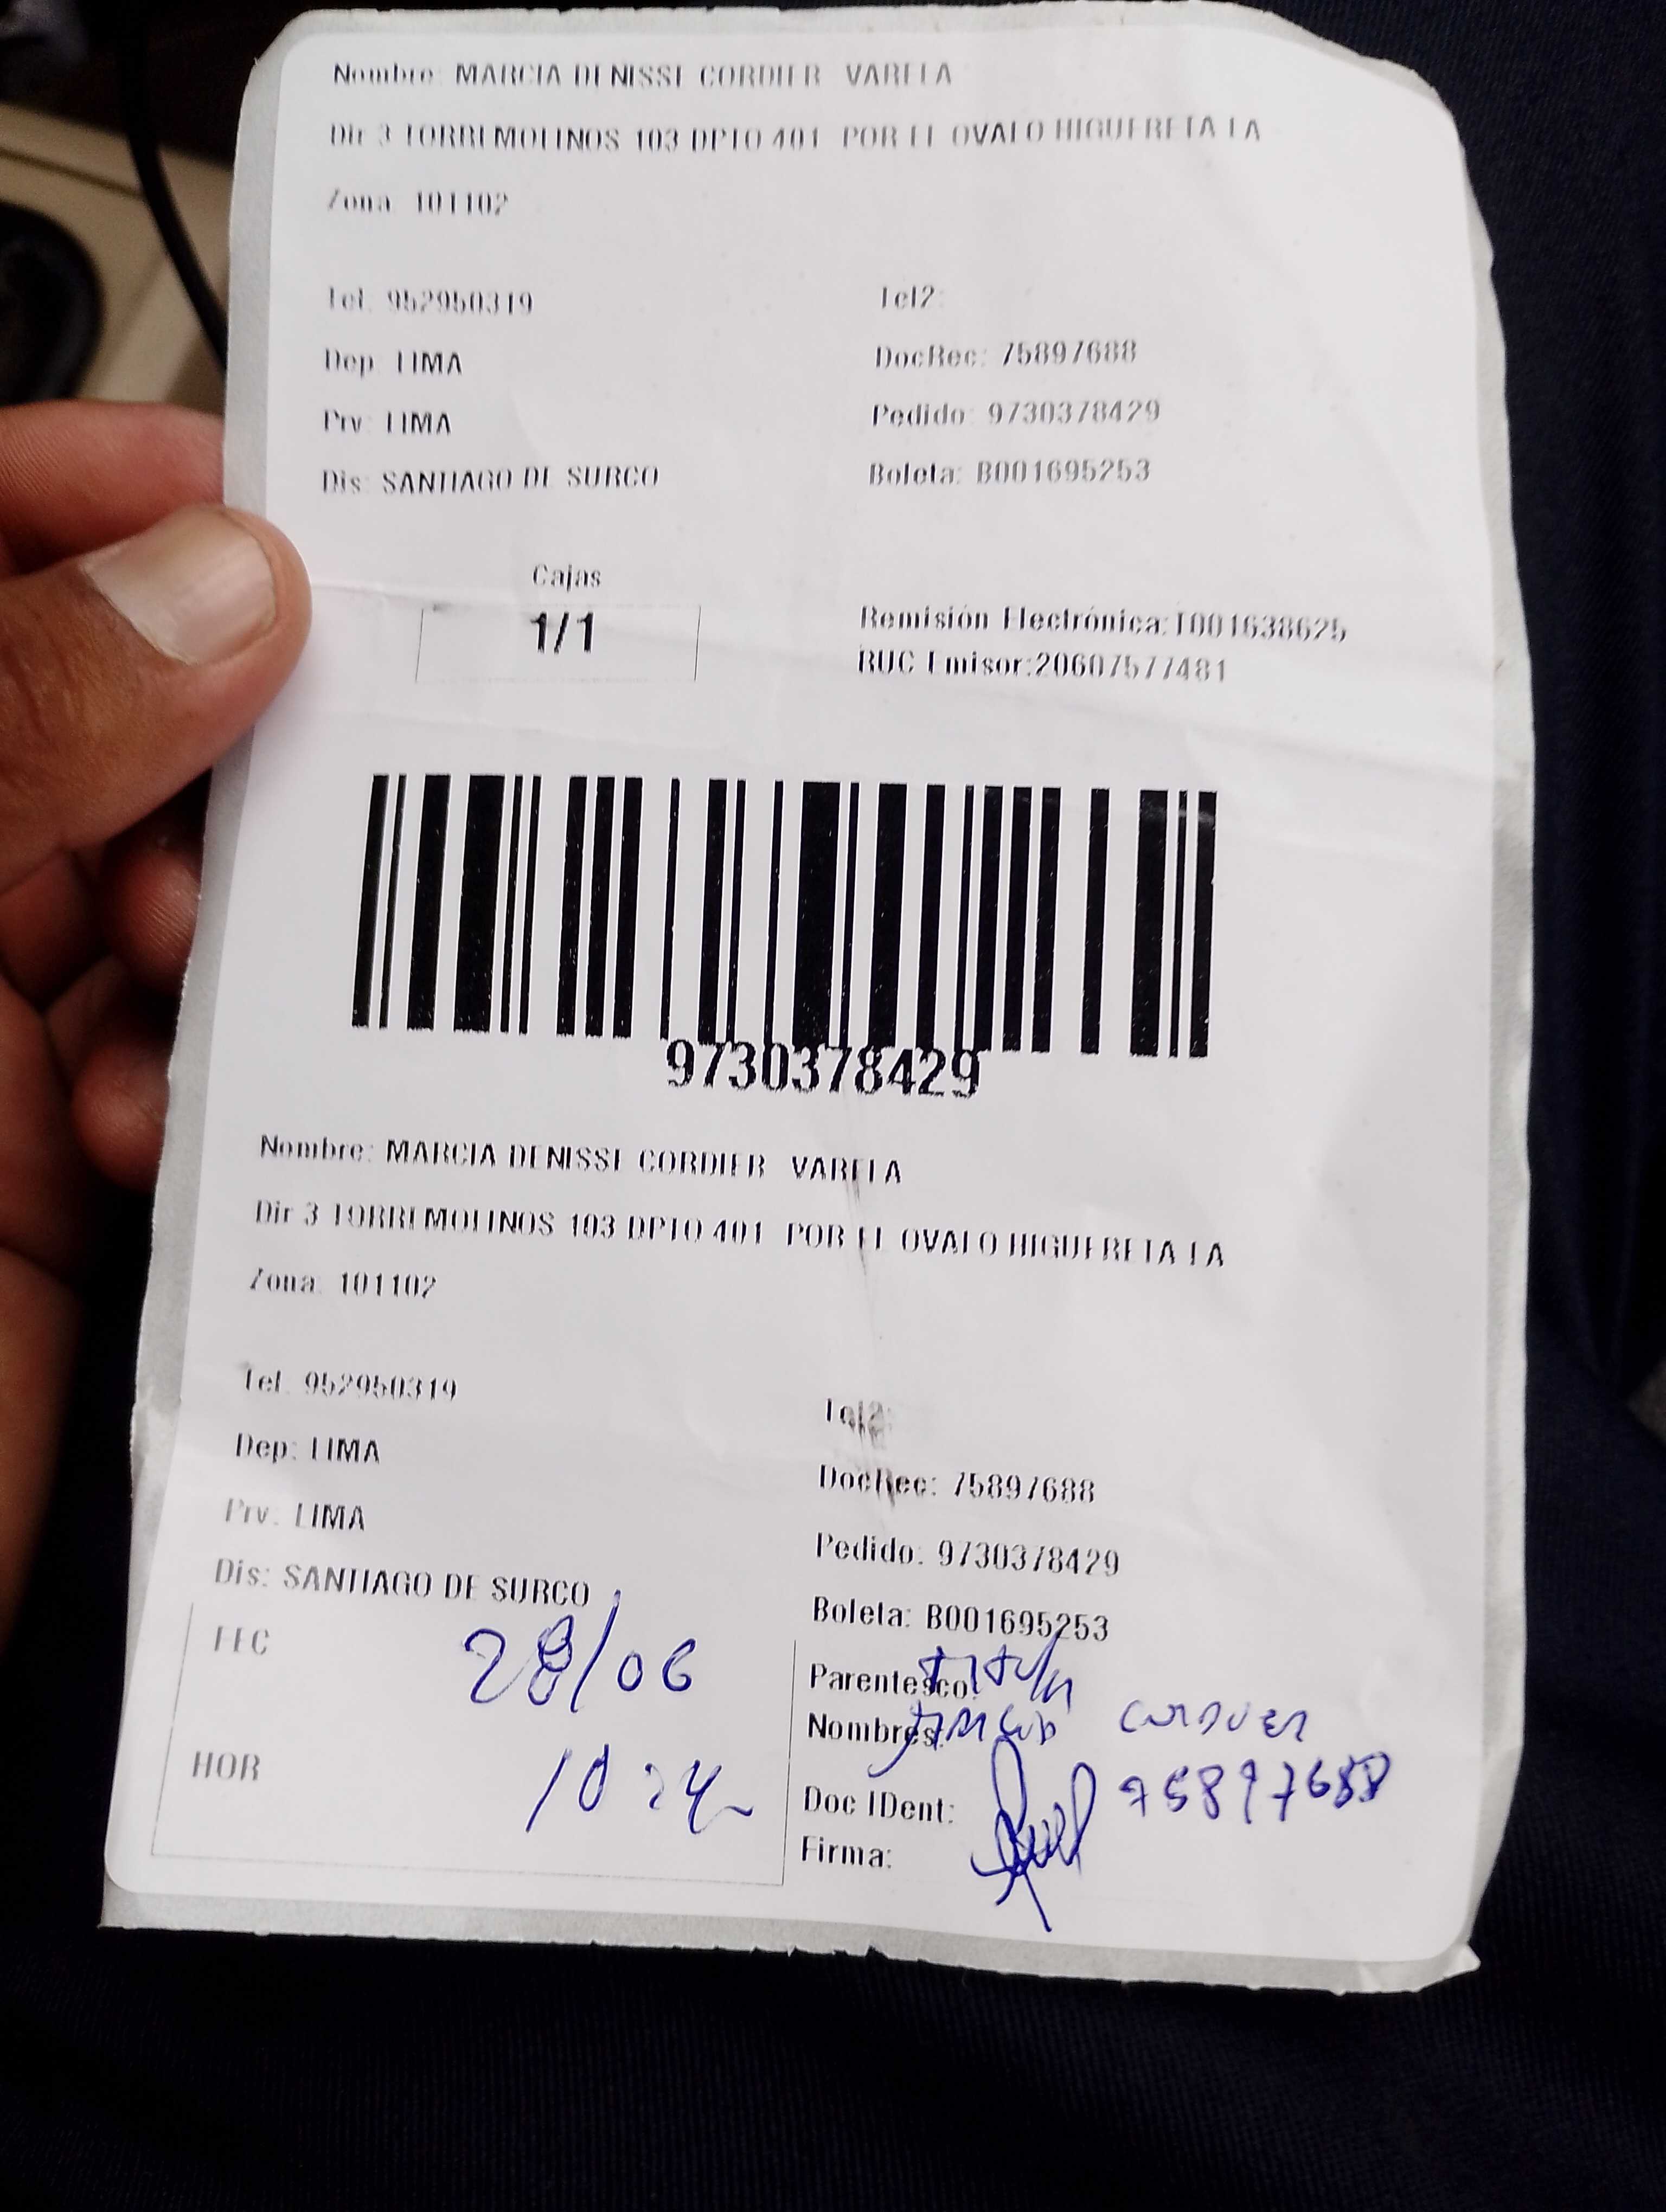 Nombre: MARCIA DENISSE CORDIER VARELA
Dir 3 TORREMOLINOS 103 DPTO 401 POR EL OVALO HIGUERETA LA
Zona: 101102
Tel: 952950319 Tel2:
Dep: LIMA DocRec: 75897688
Prv: LIMA Pedido: 9730378429
Dis: SANTIAGO DE SURCO Boleta: B001695253
Cajas
1/1
Remisión Electrónica:T001638625
RUC Emisor:20607577481
9730378429
Nombre: MARCIA DENISSE CORDIER VARELA
Dir 3 TORREMOLINOS 103 DPTO 401 POR EL OVALO HIGUERETA LA
Zona: 101102
Tel: 952950319 Tel2:
Dep: LIMA DocRec: 75897688
Prv: LIMA Pedido: 9730378429
Dis: SANTIAGO DE SURCO Boleta: B001695253
FEC 28/06
Parentesco:
Nombres:
HOR
Doc IDent: 75897688
Firma: